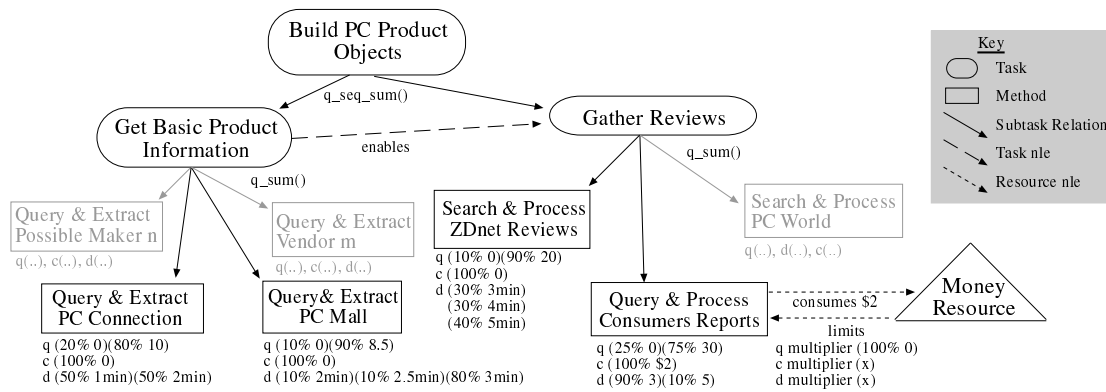 Build PC Product
Objects
q_seq_sum()
Get Basic Product
Information
enables
Gather Reviews
q_sum()
q_sum()
Query & Extract
Possible Maker n
q(..), c(..), d(..)
Query & Extract
Vendor m
q(..), c(..), d(..)
Query & Extract
PC Connection
q (20% 0)(80% 10)
c (100% 0)
d (50% 1min)(50% 2min)
Query& Extract
PC Mall
q (10% 0)(90% 8.5)
c (100% 0)
d (10% 2min)(10% 2.5min)(80% 3min)
Search & Process
ZDnet Reviews
q (10% 0)(90% 20)
c (100% 0)
d (30% 3min)
(30% 4min)
(40% 5min)
Search & Process
PC World
q(..), d(..), c(..)
Query & Process
Consumers Reports
q (25% 0)(75% 30)
c (100% $2)
d (90% 3)(10% 5)
consumes $2
limits
q multiplier (100% 0)
c multiplier (x)
d multiplier (x)
Money
Resource
Key
Task
Method
Subtask Relation
Task nle
Resource nle